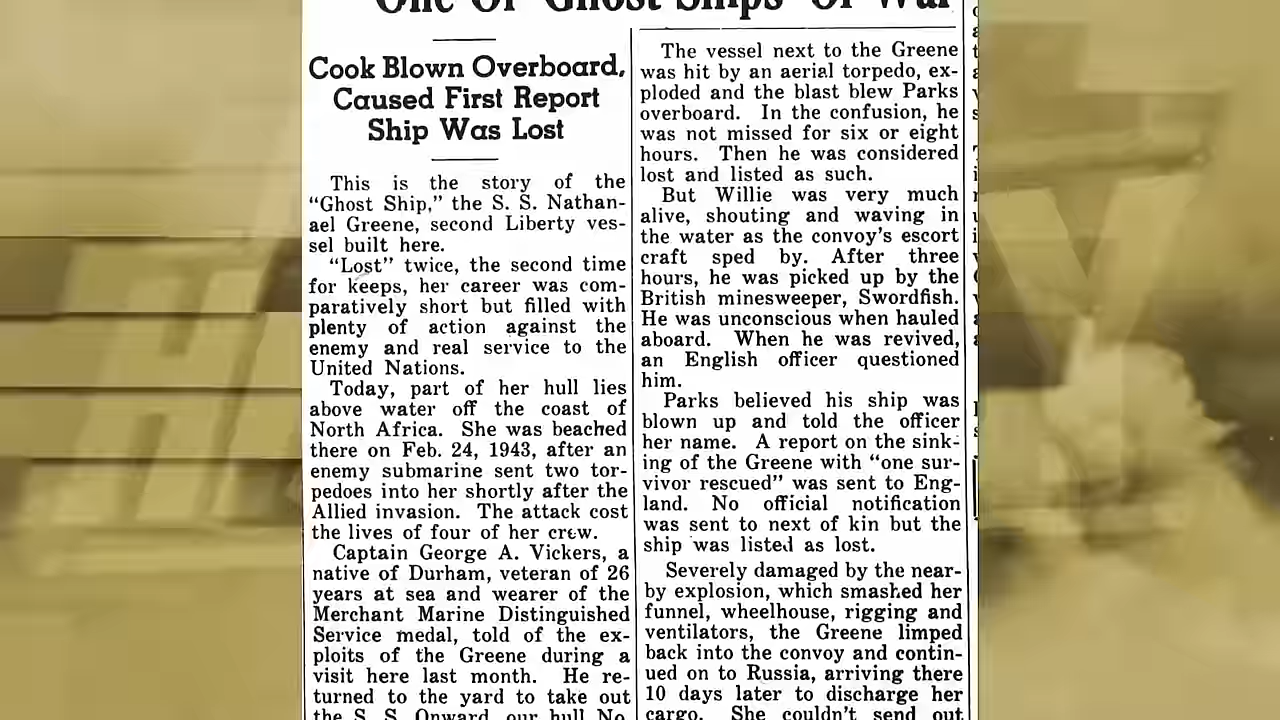 One Of "Ghost Ships" Of War
Cook Blown Overboard,
Caused First Report
Ship Was Lost
This is the story of the
“Ghost Ship,” the S. S. Nathan-
ael Greene, second Liberty ves-
sel built here.
“Lost” twice, the second time
for keeps, her career was com-
paratively short but filled with
plenty of action against the
enemy and real service to the
United Nations.
Today, part of her hull lies
above water off the coast of
North Africa. She was beached
there on Feb. 24, 1943, after an
enemy submarine sent two tor-
pedoes into her shortly after the
Allied invasion. The attack cost
the lives of four of her crew.
Captain George A. Vickers, a
native of Durham, veteran of 26
years at sea and wearer of the
Merchant Marine Distinguished
Service medal, told of the ex-
ploits of the Greene during a
visit here last month. He re-
turned to the yard to take out
the S. S. Onward, our hull No.
The vessel next to the Greene
was hit by an aerial torpedo, ex-
ploded and the blast blew Parks
overboard. In the confusion, he
was not missed for six or eight
hours. Then he was considered
lost and listed as such.
But Willie was very much
alive, shouting and waving in
the water as the convoy’s escort
craft sped by. After three
hours, he was picked up by the
British minesweeper, Swordfish.
He was unconscious when hauled
aboard. When he was revived,
an English officer questioned
him.
Parks believed his ship was
blown up and told the officer
her name. A report on the sink-
ing of the Greene with “one sur-
vivor rescued” was sent to Eng-
land. No official notification
was sent to next of kin but the
ship was listed as lost.
Severely damaged by the near-
by explosion, which smashed her
funnel, wheelhouse, rigging and
ventilators, the Greene limped
back into the convoy and contin-
ued on to Russia, arriving there
10 days later to discharge her
cargo. She couldn't send out